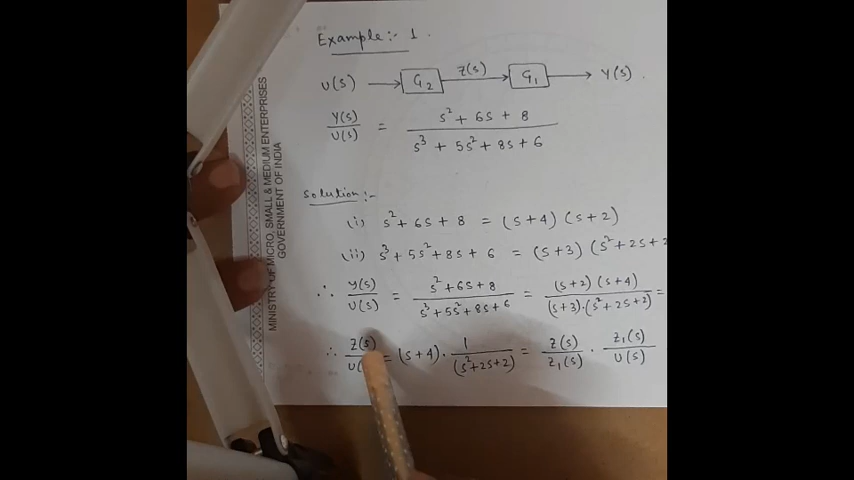 Example:- 1.
U(s) → G₂ Z(s) → G₁ → Y(s).
Y(s)/U(s) = (s² + 6s + 8)/(s³ + 5s² + 8s + 6)
Solution:-
(i) s² + 6s + 8 = (s+4) (s+2)
(ii) s³ + 5s² + 8s + 6 = (s+3) (s² + 2s + 2
∴ Y(s)/U(s) = (s² + 6s + 8)/(s³ + 5s² + 8s + 6) = (s+2) (s+4)/(s+3).(s² + 2s + 2) =
∴ Z(s)/U( = (s+4) . 1/(s² + 2s + 2) = Z(s)/Z₁(s) . Z₁(s)/U(s)
MINISTRY OF MICRO, SMALL & MEDIUM ENTERPRISES
GOVERNMENT OF INDIA